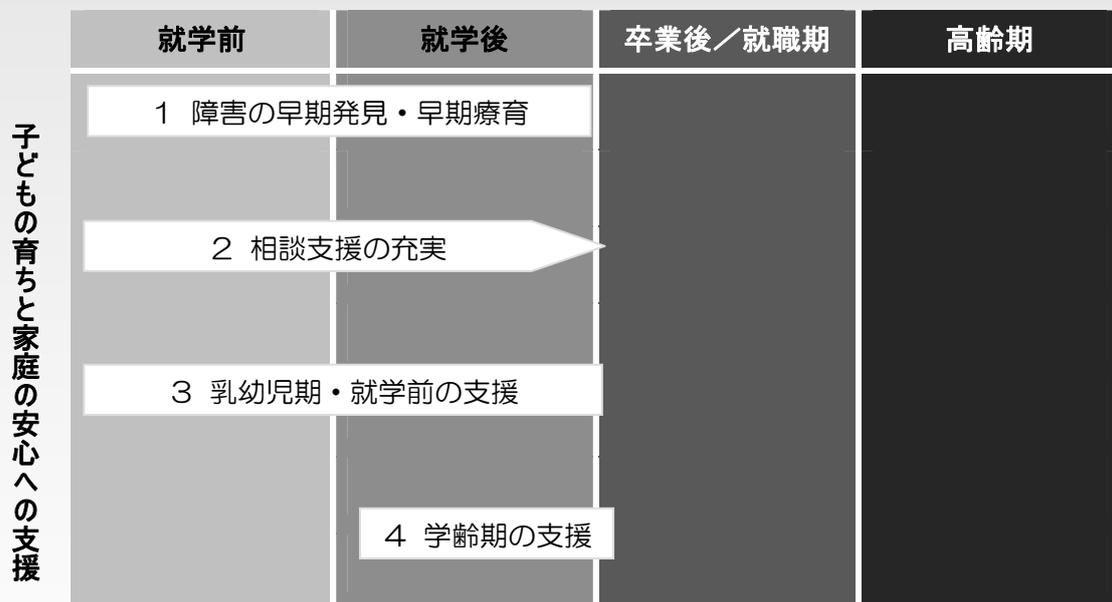 就学前
就学後
卒業後／就職期
高齢期
子どもの育ちと家庭の安心への支援
1 障害の早期発見・早期療育
2 相談支援の充実
3 乳幼児期・就学前の支援
4 学齢期の支援